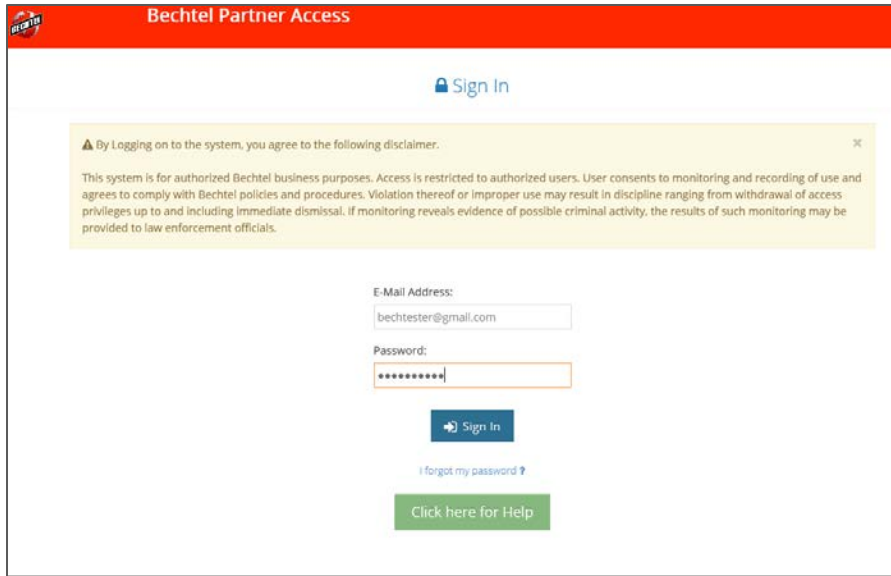 BECHTEL
Bechtel Partner Access
Sign In
By Logging on to the system, you agree to the following disclaimer.
×
This system is for authorized Bechtel business purposes. Access is restricted to authorized users. User consents to monitoring and recording of use and
agrees to comply with Bechtel policies and procedures. Violation thereof or improper use may result in discipline ranging from withdrawal of access
privileges up to and including immediate dismissal. If monitoring reveals evidence of possible criminal activity, the results of such monitoring may be
provided to law enforcement officials.
E-Mail Address:
bechtester@gmail.com
Password:
••••••••••
Sign In
I forgot my password ?
Click here for Help